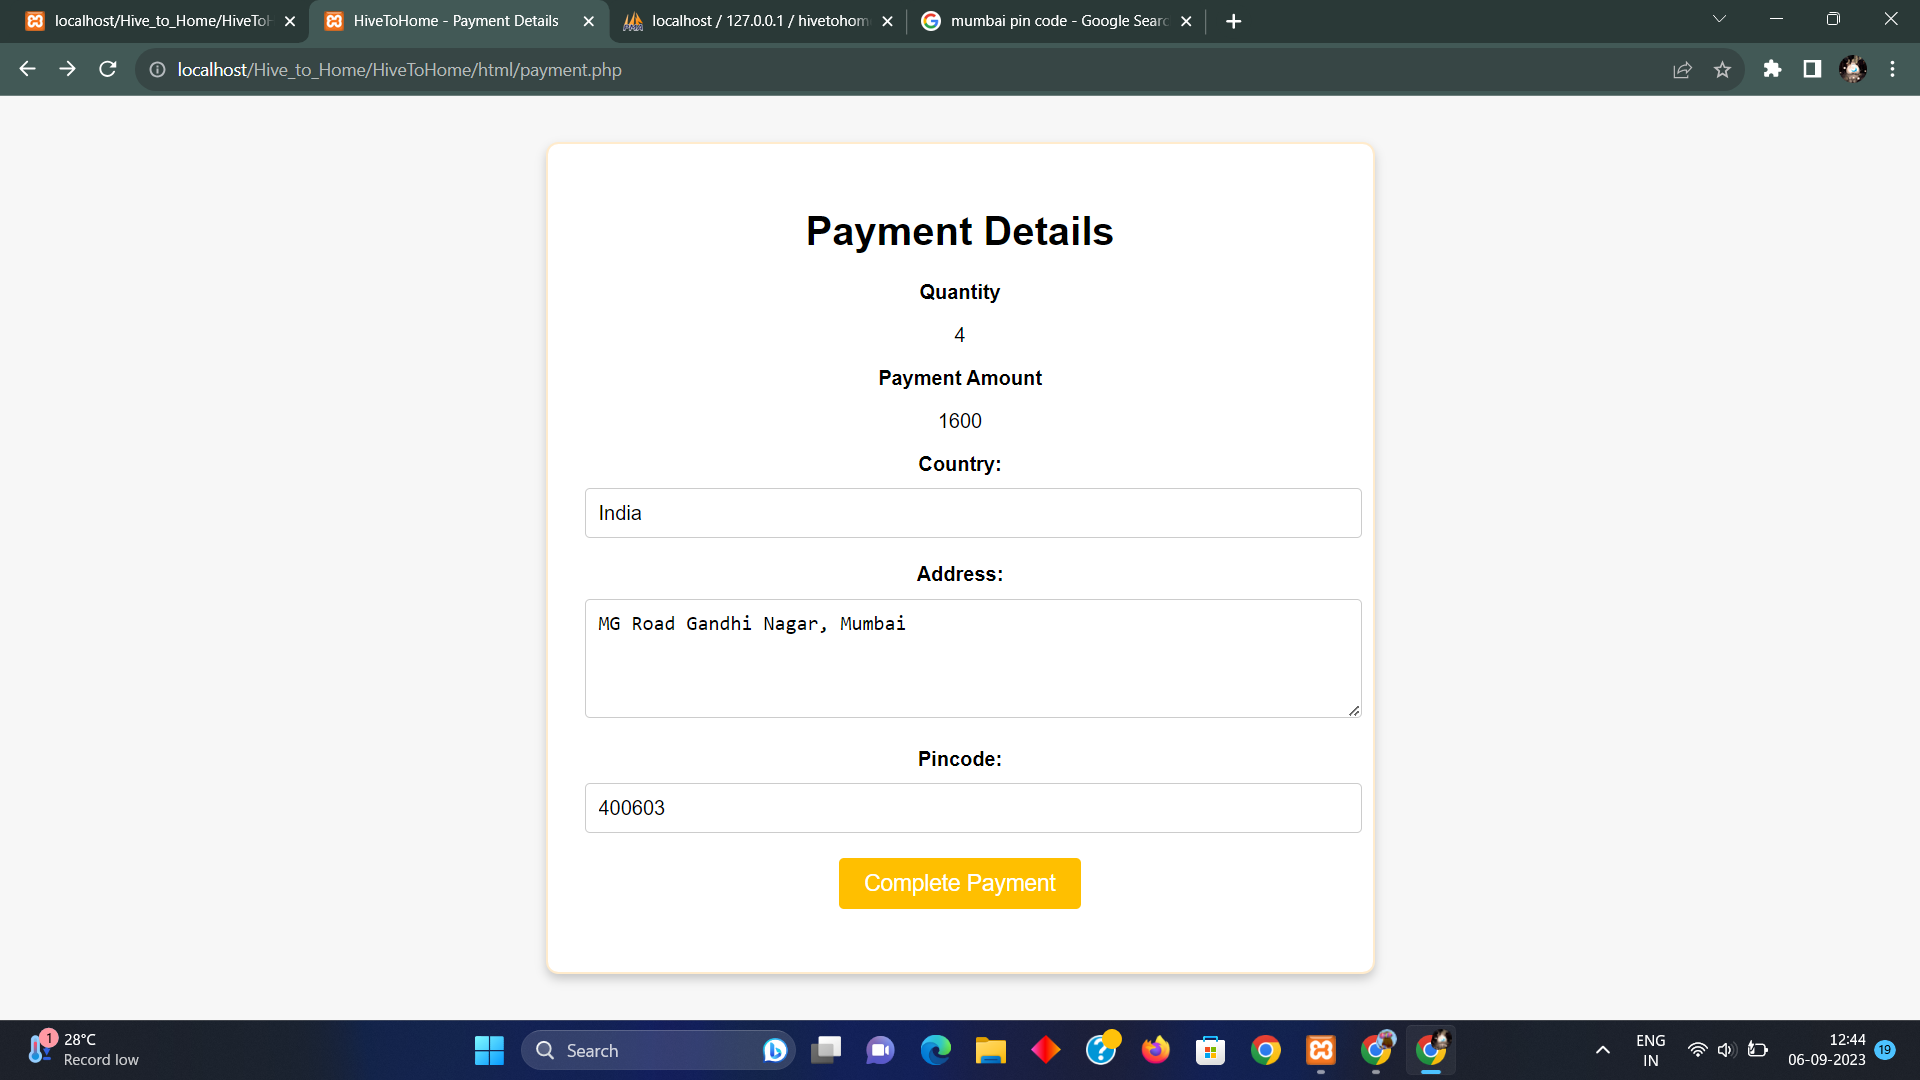 localhost/Hive_to_Home/HiveToH
HiveToHome - Payment Details
localhost / 127.0.0.1 / hivetohom
mumbai pin code - Google Searc
localhost/Hive_to_Home/HiveToHome/html/payment.php
Payment Details
Quantity
4
Payment Amount
1600
Country:
India
Address:
MG Road Gandhi Nagar, Mumbai
Pincode:
400603
Complete Payment
1
28°C
Record low
Search
ENG
IN
12:44
06-09-2023
19